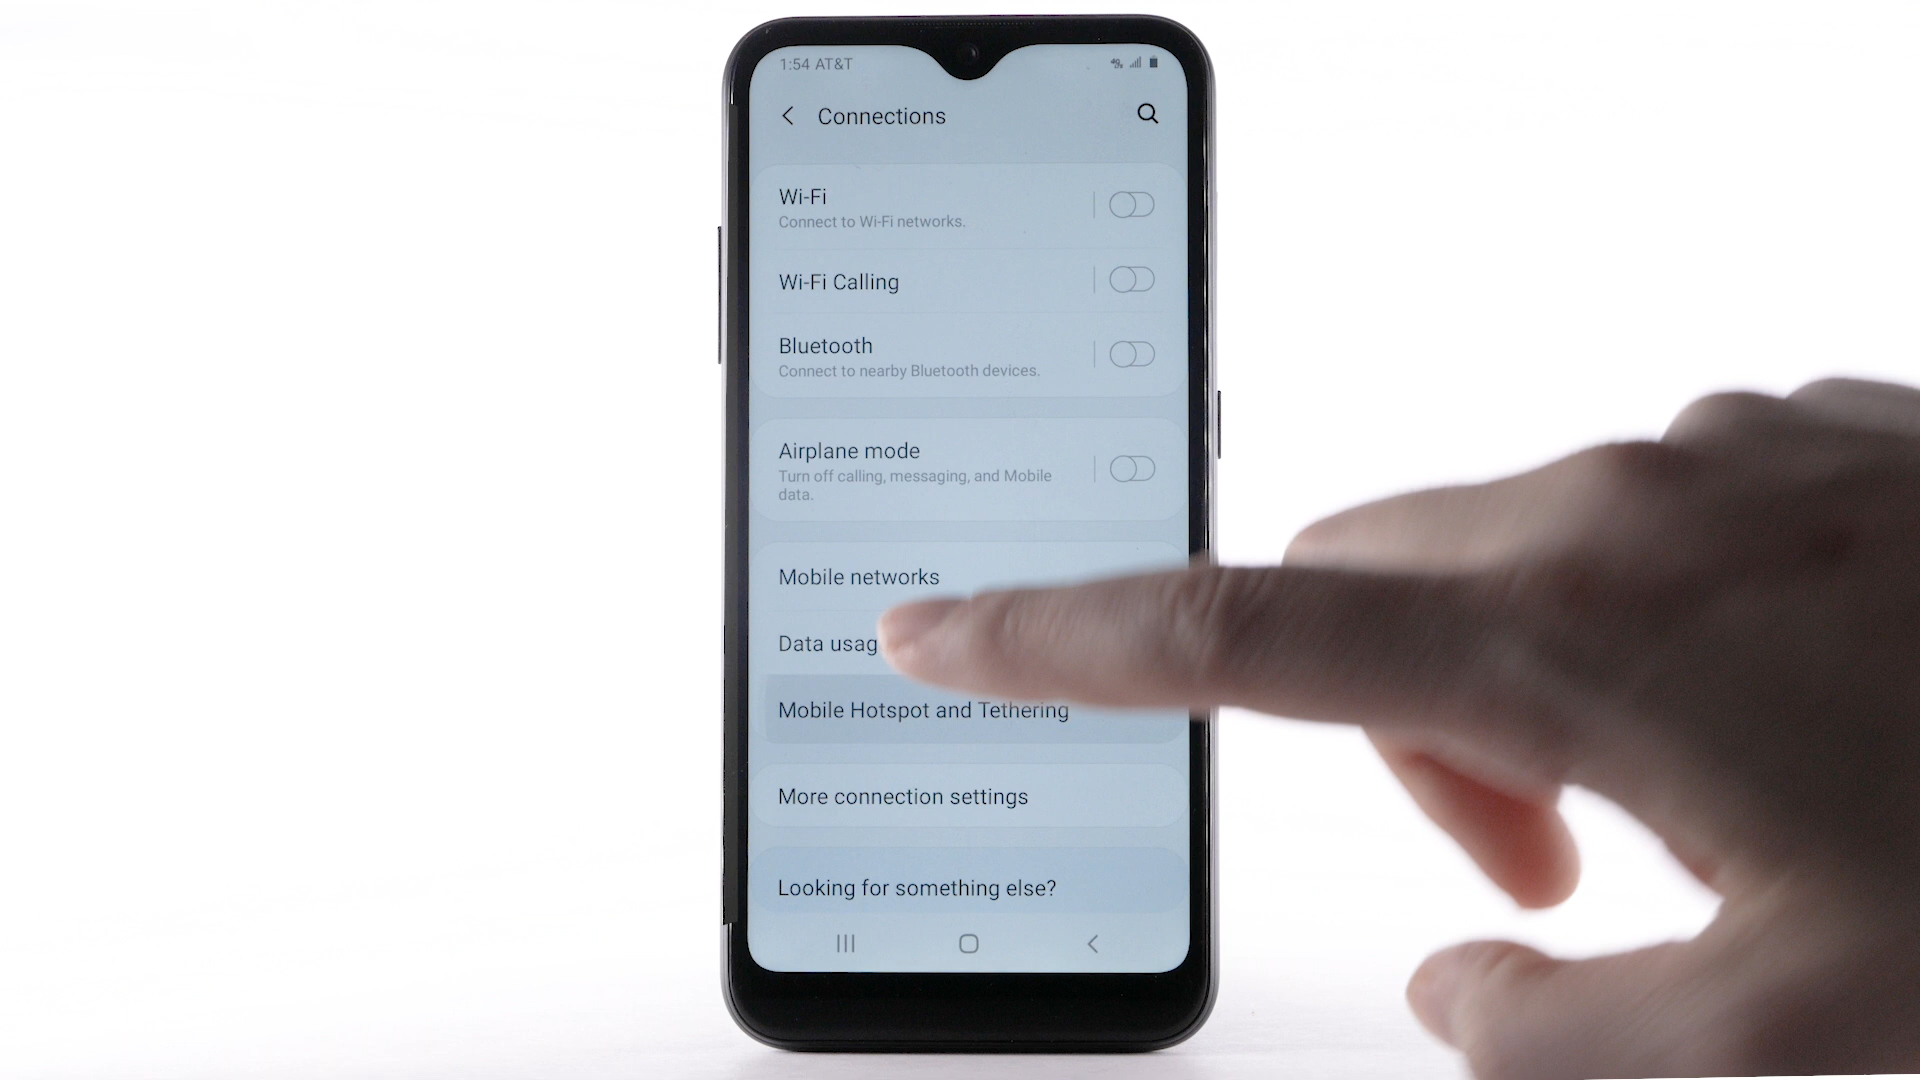 1:54 AT&T
Connections
Wi-Fi
Connect to Wi-Fi networks.
Wi-Fi Calling
Bluetooth
Connect to nearby Bluetooth devices.
Airplane mode
Turn off calling, messaging, and Mobile
data.
Mobile networks
Data usag
Mobile Hotspot and Tethering
More connection settings
Looking for something else?